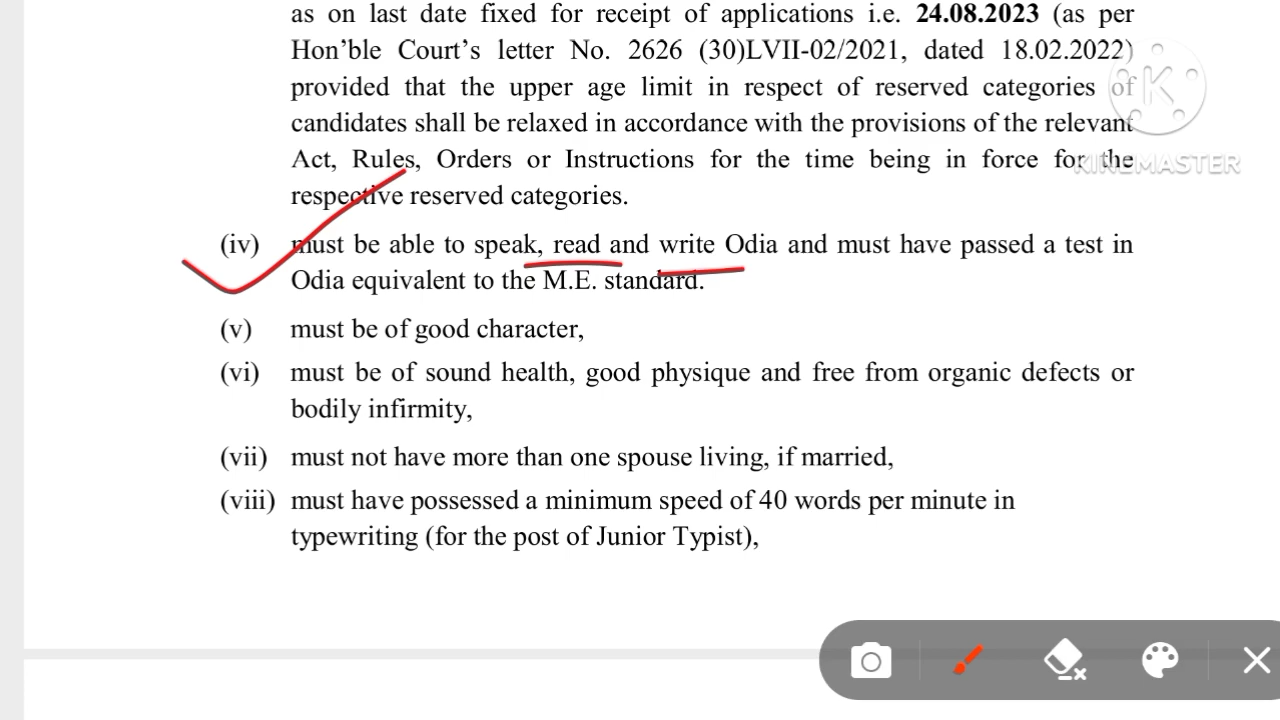 as on last date fixed for receipt of applications i.e. 24.08.2023 (as per
Hon’ble Court’s letter No. 2626 (30)LVII-02/2021, dated 18.02.2022)
provided that the upper age limit in respect of reserved categories of
candidates shall be relaxed in accordance with the provisions of the relevant
Act, Rules, Orders or Instructions for the time being in force for the
respective reserved categories.
(iv) must be able to speak, read and write Odia and must have passed a test in
Odia equivalent to the M.E. standard.
(v) must be of good character,
(vi) must be of sound health, good physique and free from organic defects or
bodily infirmity,
(vii) must not have more than one spouse living, if married,
(viii) must have possessed a minimum speed of 40 words per minute in
typewriting (for the post of Junior Typist),
K
KINEMASTER